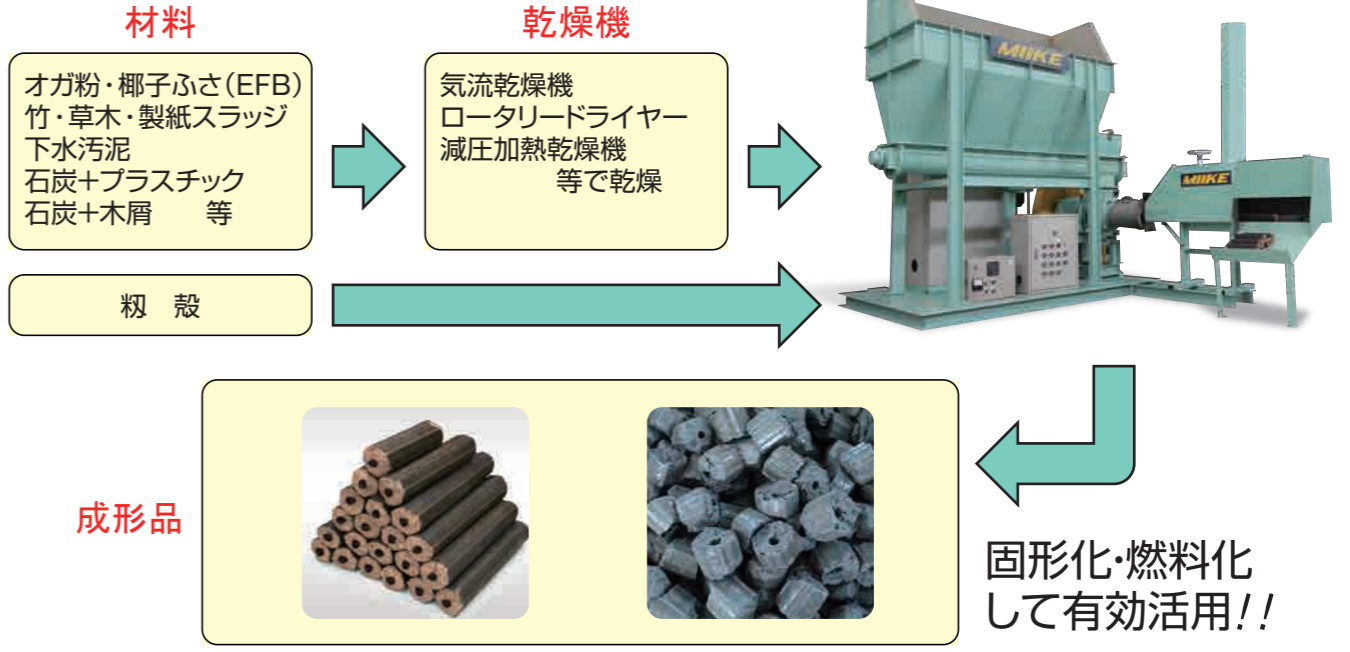 材料
オガ粉・椰子ふさ(EFB)
竹・草木・製紙スラッジ
下水汚泥
石炭+プラスチック
石炭+木屑　等
籾　殻
乾燥機
気流乾燥機
ロータリードライヤー
減圧加熱乾燥機
等で乾燥
MIIKE
MIIKE
成形品
固形化・燃料化
して有効活用!!